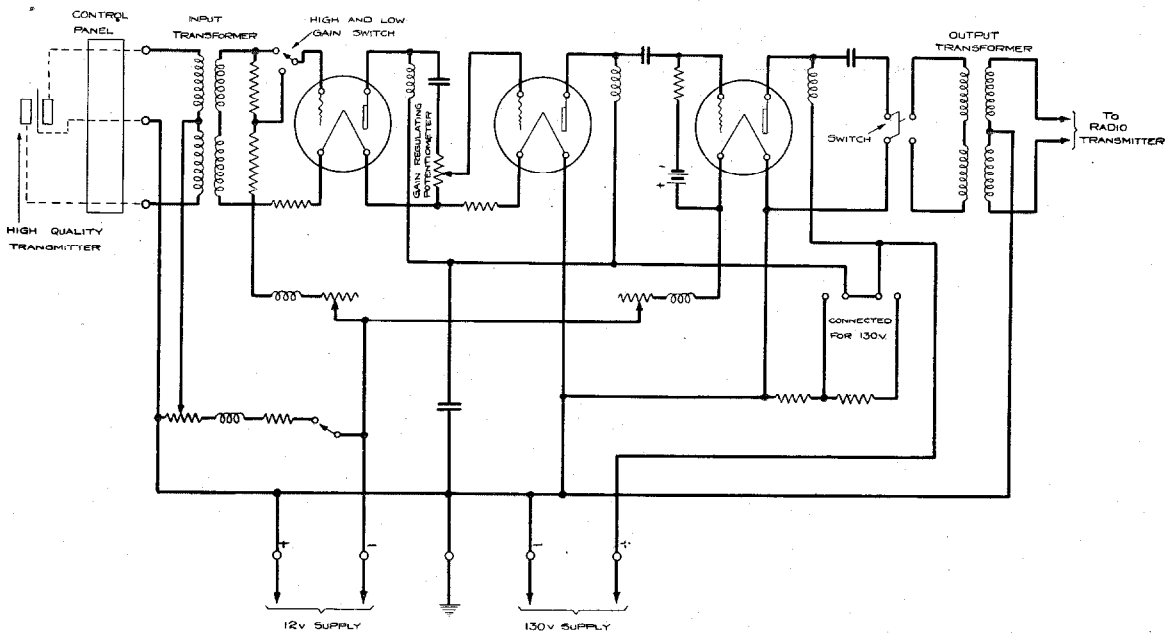 CONTROL
PANEL
INPUT
TRANSFORMER
HIGH AND LOW
GAIN SWITCH
OUTPUT
TRANSFORMER
GAIN REGULATING
POTENTIOMETER
SWITCH
TO
RADIO
TRANSMITTER
HIGH QUALITY
TRANSMITTER
- 
+
CONNECTED
FOR 130V.
+
-
-
+
12V SUPPLY
130V SUPPLY